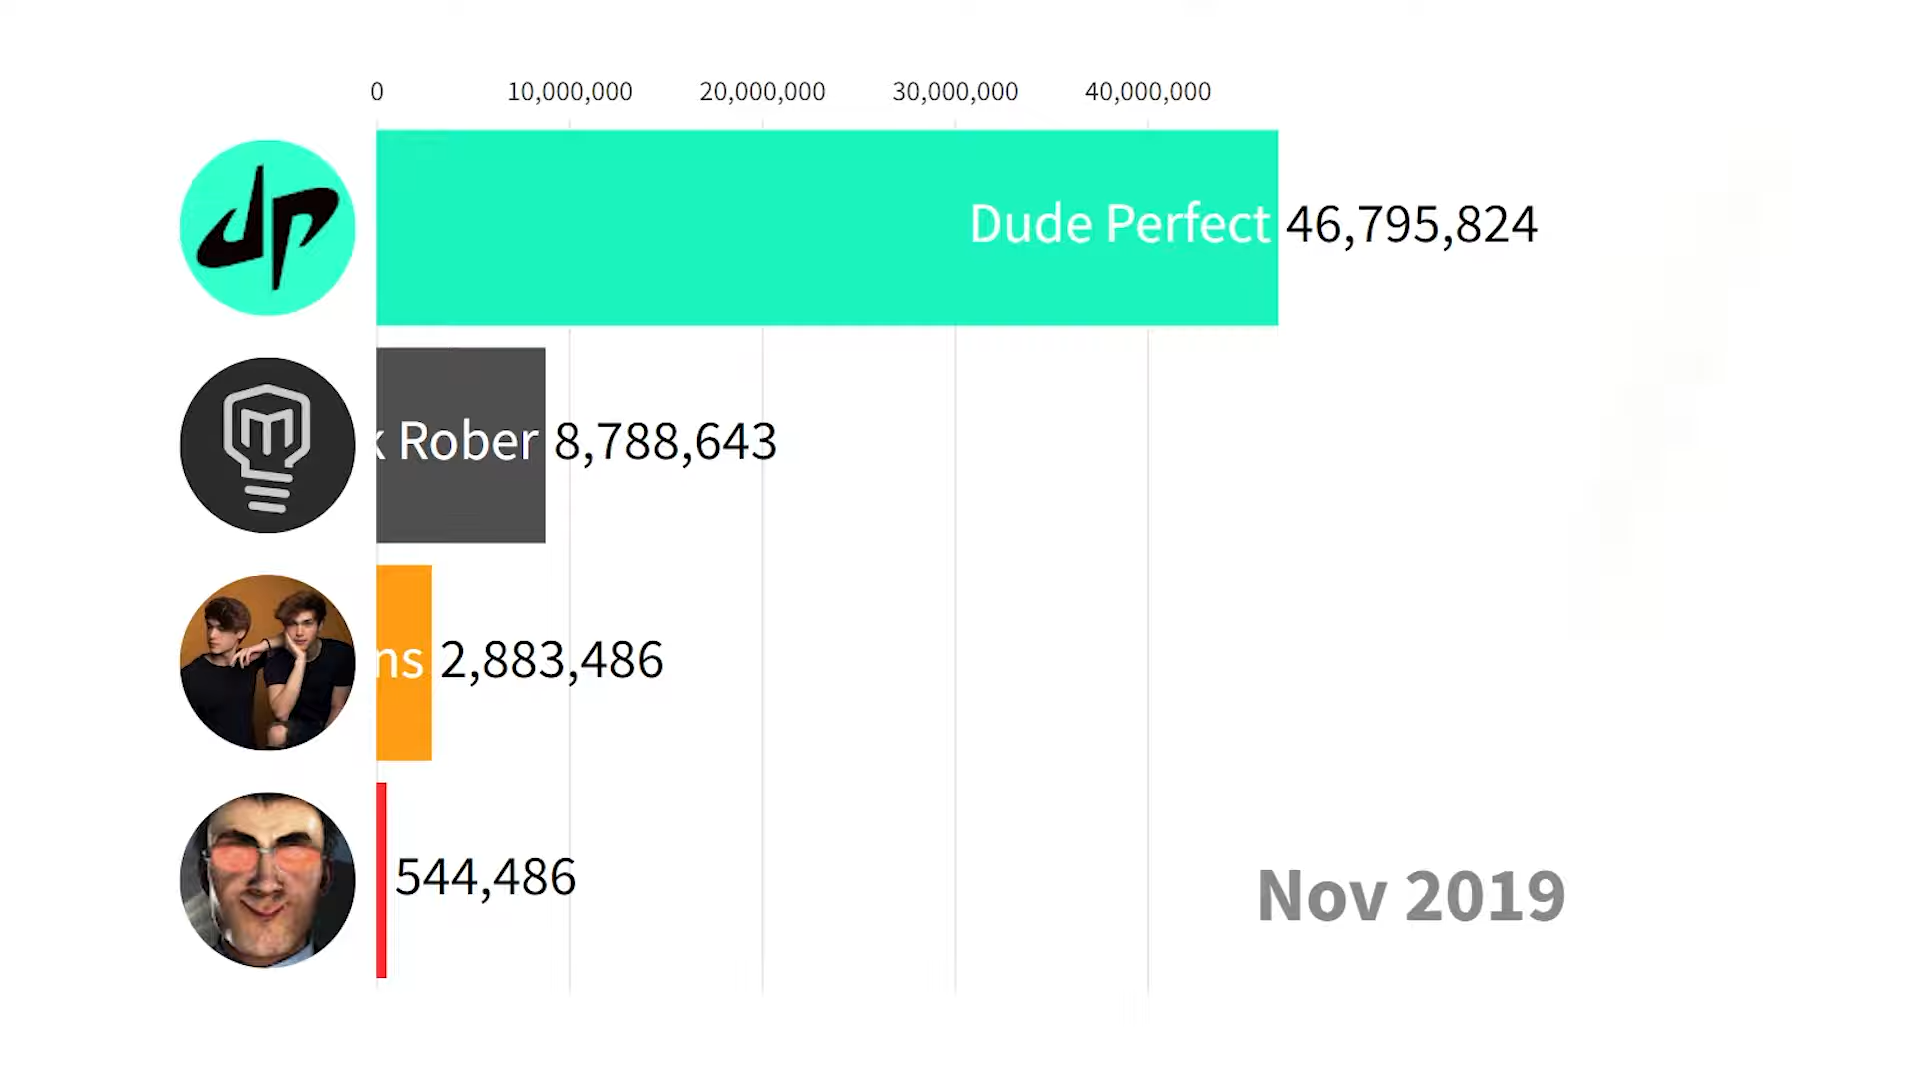 0 10,000,000 20,000,000 30,000,000 40,000,000
Dude Perfect 46,795,824
Rober 8,788,643
ns 2,883,486
544,486
Nov 2019